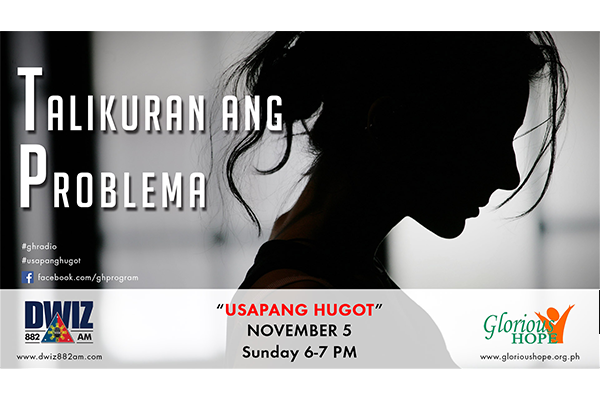 TALIKURAN ANG
PROBLEMA
#ghradio
#usapanghugot
facebook.com/ghprogram
DWIZ
882 AM
www.dwiz882am.com
“USAPANG HUGOT”
NOVEMBER 5
Sunday 6-7 PM
Glorious
HOPE
www.glorioushope.org.ph